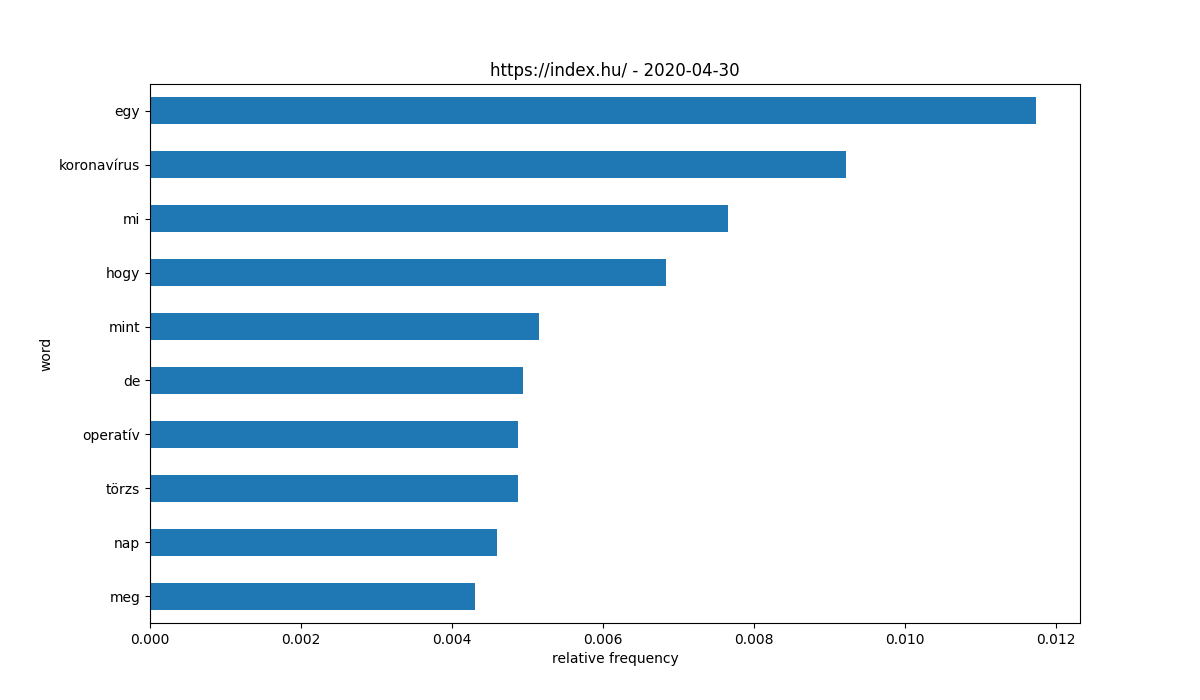 https://index.hu/ - 2020-04-30
word
egy
koronavírus
mi
hogy
mint
de
operatív
törzs
nap
meg
0.000 0.002 0.004 0.006 0.008 0.010 0.012
relative frequency